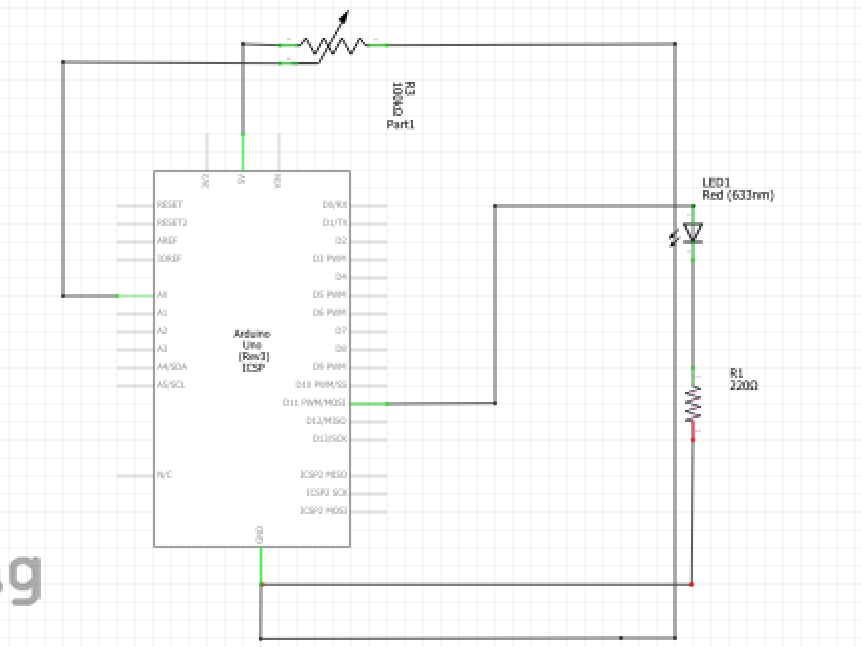 R3
100kΩ
Part1
3V3
5V
VIN
LED1
Red (633nm)
RESET
RESET2
AREF
IOREF
A0
A1
A2
A3
A4/SDA
A5/SCL
N/C
D0/RX
D1/TX
D2
D3 PWM
D4
D5 PWM
D6 PWM
D7
D8
D9 PWM
D10 PWM/SS
D11 PWM/MOSI
D12/MISO
D13/SCK
ICSP2 MISO
ICSP2 SCK
ICSP2 MOSI
Arduino
Uno
(Rev3)
ICSP
R1
220Ω
GND
g